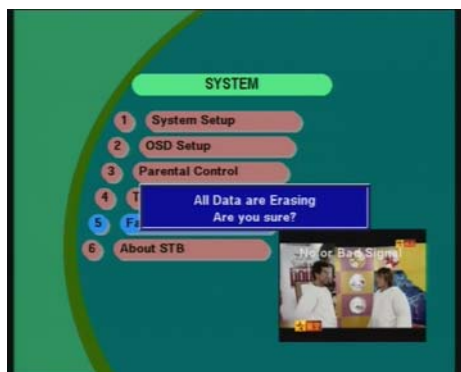 SYSTEM
1 System Setup
2 OSD Setup
3 Parental Control
4 T
All Data are Erasing
Are you sure?
5 Fa
6 About STB
No or Bad Signal